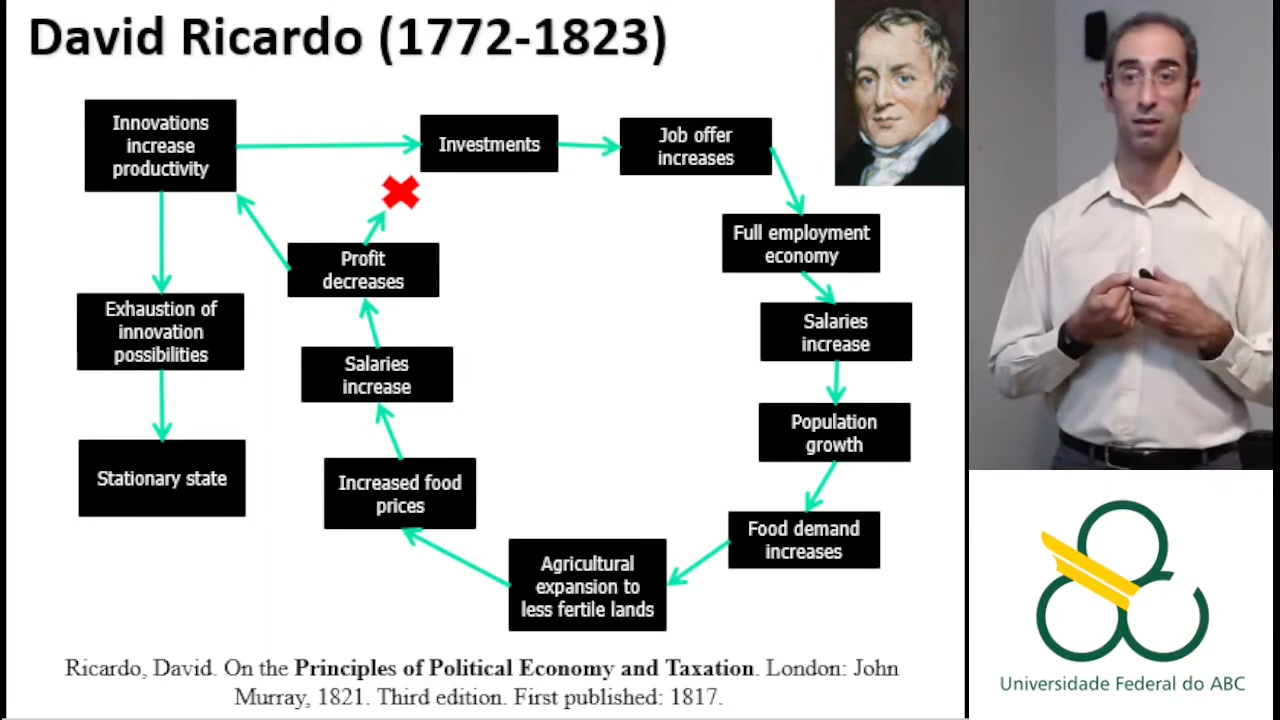 David Ricardo (1772-1823)
Innovations
increase
productivity
Investments
Job offer
increases
Full employment
economy
Salaries
increase
Population
growth
Food demand
increases
Agricultural
expansion to
less fertile lands
Increased food
prices
Salaries
increase
Profit
decreases
Exhaustion of
innovation
possibilities
Stationary state
Ricardo, David. On the Principles of Political Economy and Taxation. London: John
Murray, 1821. Third edition. First published: 1817.
Universidade Federal do ABC